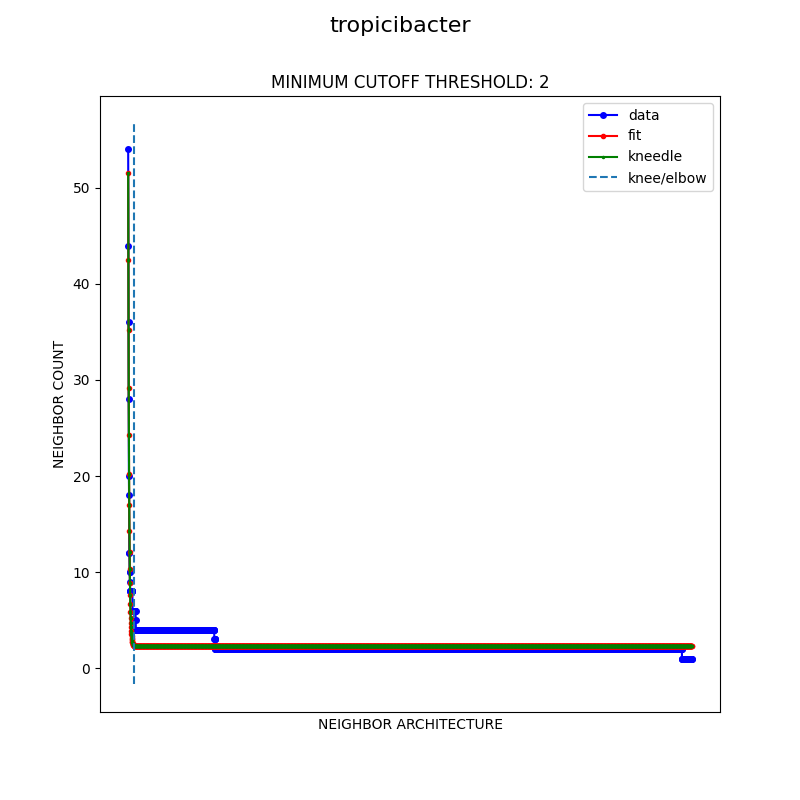 tropicibacter
MINIMUM CUTOFF THRESHOLD: 2
data
fit
kneedle
knee/elbow
50
40
30
20
10
0
NEIGHBOR COUNT
NEIGHBOR ARCHITECTURE